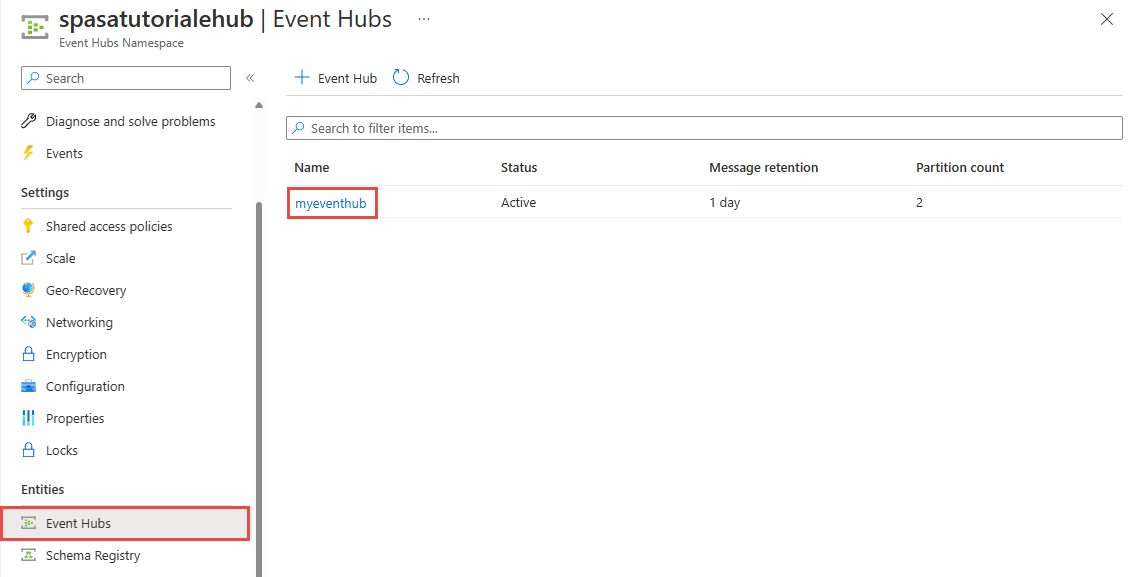 spasatutorialehub | Event Hubs ...
Event Hubs Namespace
Search «
Diagnose and solve problems
Events
Settings
Shared access policies
Scale
Geo-Recovery
Networking
Encryption
Configuration
Properties
Locks
Entities
Event Hubs
Schema Registry
Event Hub Refresh
Search to filter items...
Name Status Message retention Partition count
myeventhub Active 1 day 2